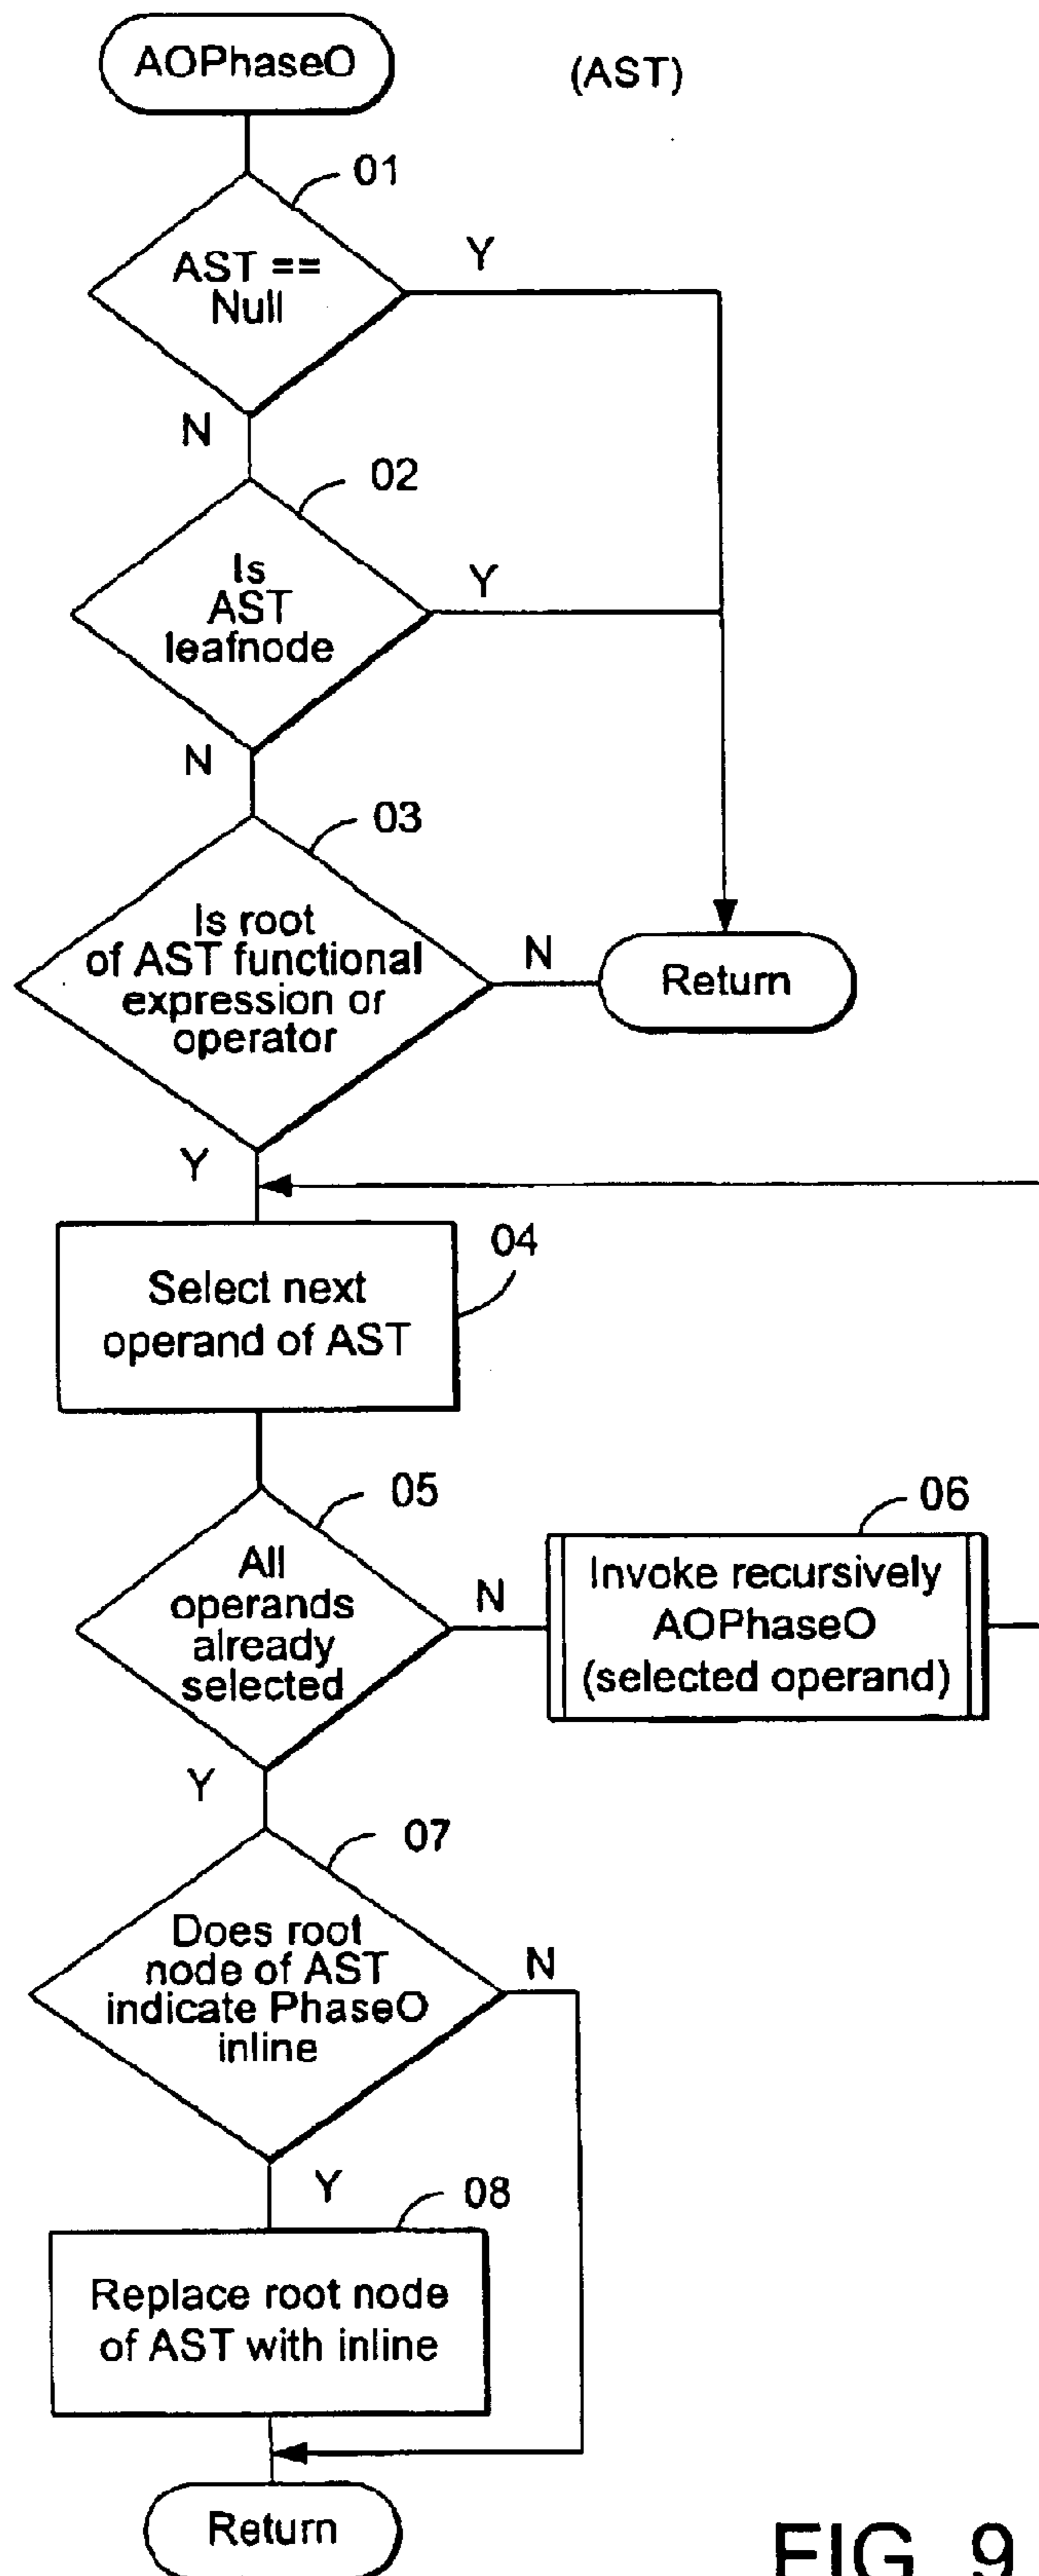 AOPhaseO
(AST)
01
AST ==
Null
Y
N
02
Is
AST
leafnode
Y
N
03
Is root
of AST functional
expression or
operator
N
Return
Y
04
Select next
operand of AST
05
All
operands
already
selected
N
06
Invoke recursively
AOPhaseO
(selected operand)
Y
07
Does root
node of AST
indicate PhaseO
inline
N
Y
08
Replace root node
of AST with inline
Return
FIG. 9